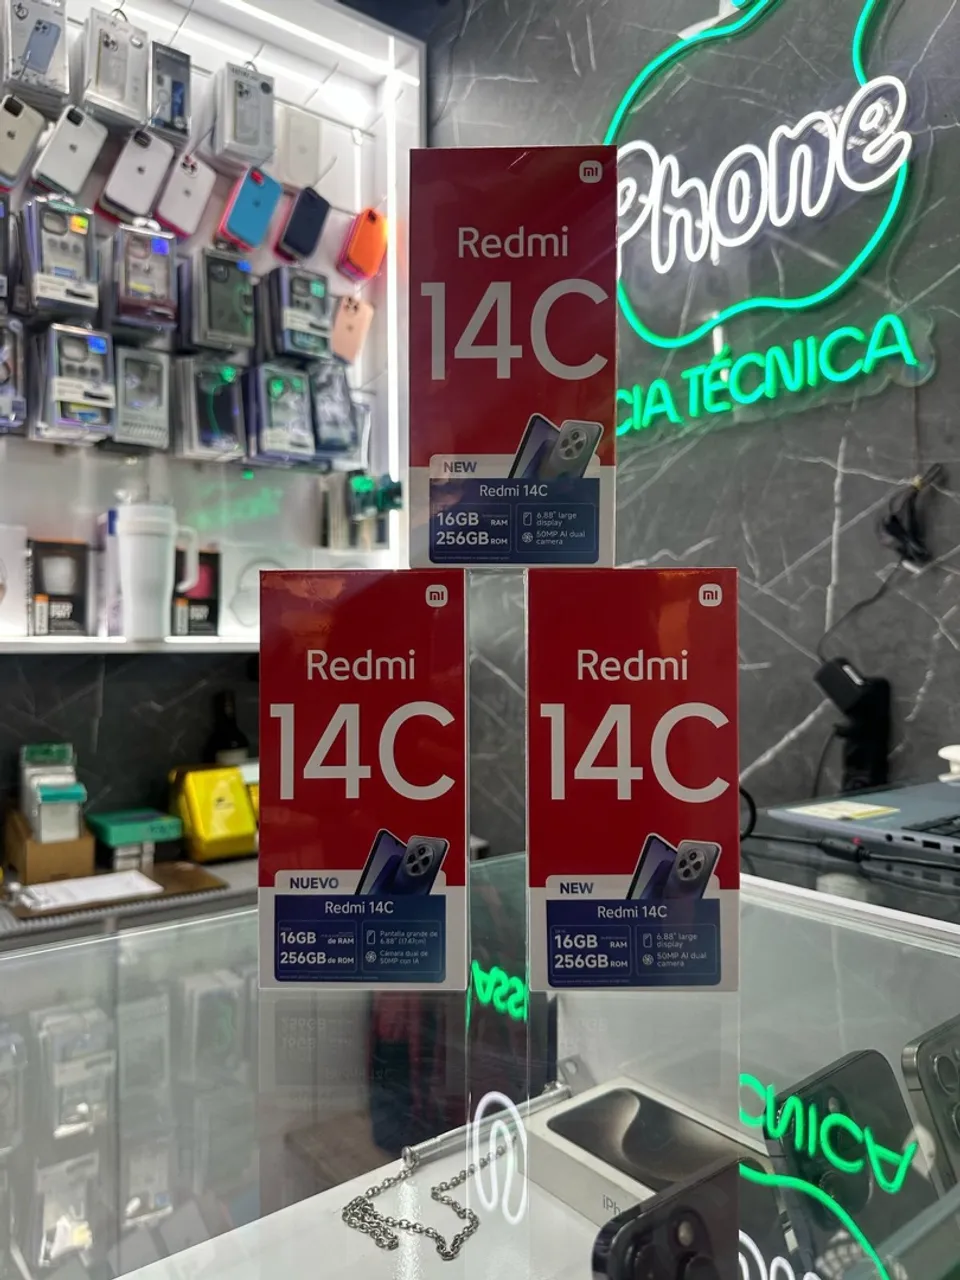 Phone
CIA TÉCNICA
mi
Redmi
14C
NEW
Redmi 14C
16GB RAM
256GB ROM
6.88" large
display
50MP AI dual
camera
mi
Redmi
14C
NUEVO
Redmi 14C
16GB de RAM
256GB de ROM
Pantalla grande de
6.88" (17.47cm)
Cámara dual de
50MP con IA
mi
Redmi
14C
NEW
Redmi 14C
16GB RAM
256GB ROM
6.88" large
display
50MP AI dual
camera
iPh